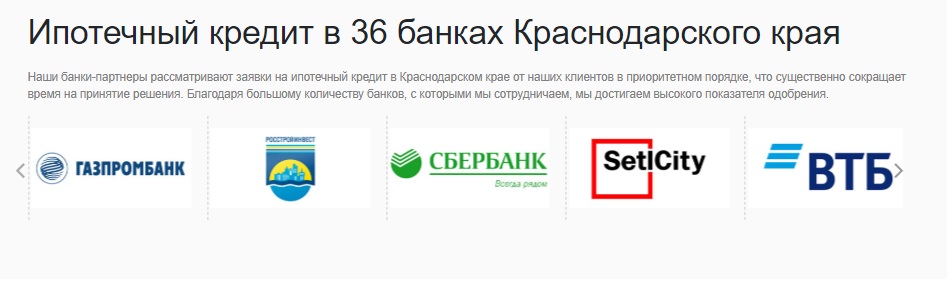 Ипотечный кредит в 36 банках Краснодарского края
Наши банки-партнеры рассматривают заявки на ипотечный кредит в Краснодарском крае от наших клиентов в приоритетном порядке, что существенно сокращает
время на принятие решения. Благодаря большому количеству банков, с которыми мы сотрудничаем, мы достигаем высокого показателя одобрения.
ГАЗПРОМБАНК
РОССТРОЙИНВЕСТ
СБЕРБАНК
Всегда рядом
SetlCity
ВТБ